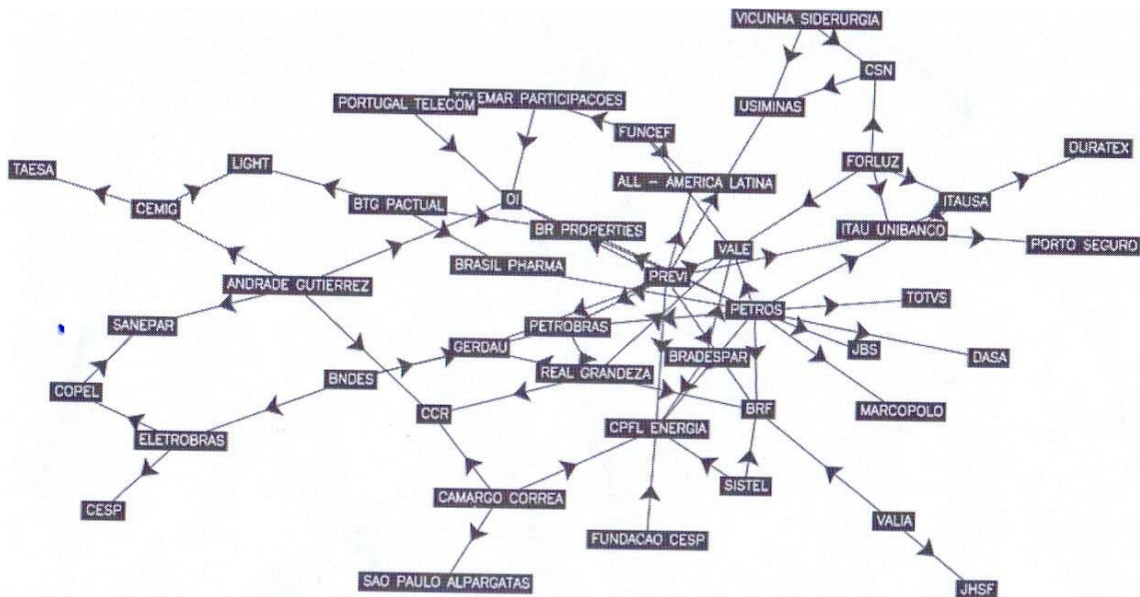 VICUNHA SIDERURGIA
CSN
PORTUGAL TELECOM
TELEMAR PARTICIPACOES
USIMINAS
FUNCEF
DURATEX
TAESA
LIGHT
FORLUZ
ALL - AMERICA LATINA
CEMIG
BTG PACTUAL
OI
ITAUSA
BR PROPERTIES
ITAU UNIBANCO
PORTO SEGURO
VALE
BRASIL PHARMA
PREVI
ANDRADE GUTIERREZ
TOTVS
PETROS
SANEPAR
PETROBRAS
GERDAU
BRADESPAR
JBS
DASA
BNDES
REAL GRANDEZA
COPEL
CCR
BRF
MARCOPOLO
CPFL ENERGIA
ELETROBRAS
SISTEL
CAMARGO CORREA
CESP
VALIA
FUNDACAO CESP
SAO PAULO ALPARGATAS
JHSF